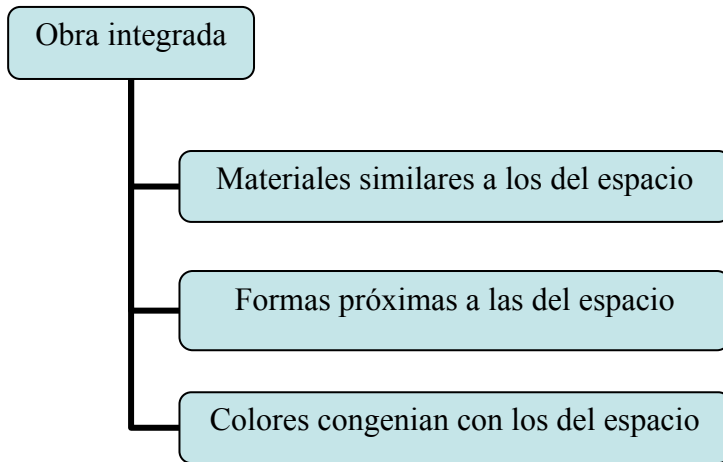 Obra integrada
Materiales similares a los del espacio
Formas próximas a las del espacio
Colores congenian con los del espacio